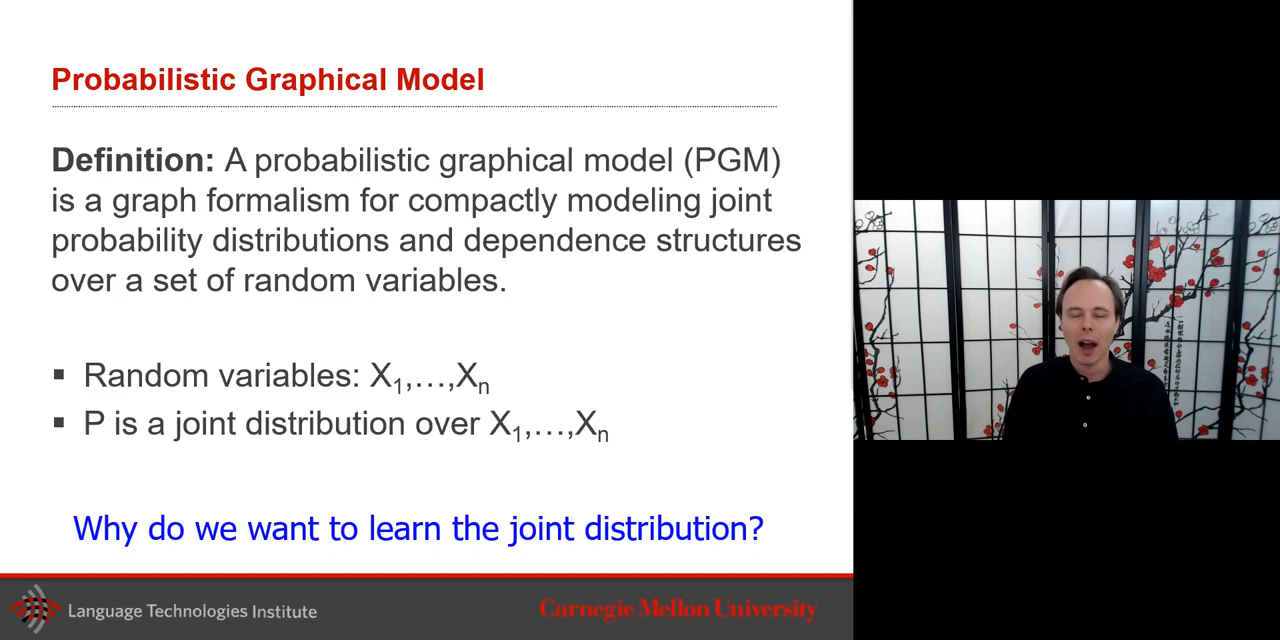 Probabilistic Graphical Model
Definition: A probabilistic graphical model (PGM)
is a graph formalism for compactly modeling joint
probability distributions and dependence structures
over a set of random variables.
▪ Random variables: X₁,…,Xₙ
▪ P is a joint distribution over X₁,…,Xₙ
Why do we want to learn the joint distribution?
Language Technologies Institute
Carnegie Mellon University